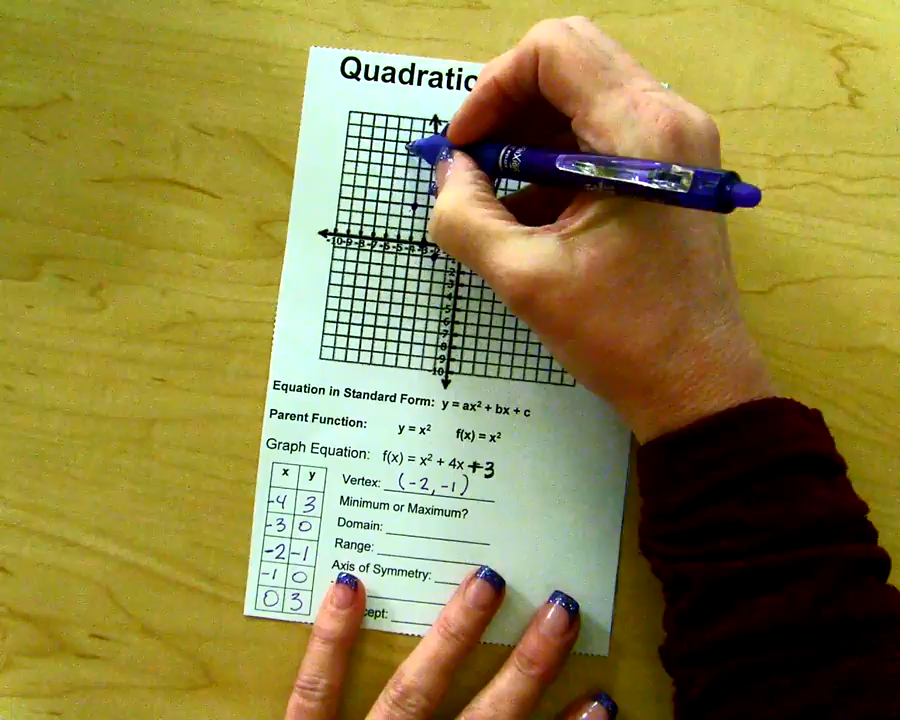 Quadratic
Equation in Standard Form: y = ax² + bx + c
Parent Function: y = x² f(x) = x²
Graph Equation: f(x) = x² + 4x +3
x y
-4 3
-3 0
-2 -1
-1 0
0 3
Vertex: (-2, -1)
Minimum or Maximum?
Domain:
Range:
Axis of Symmetry: